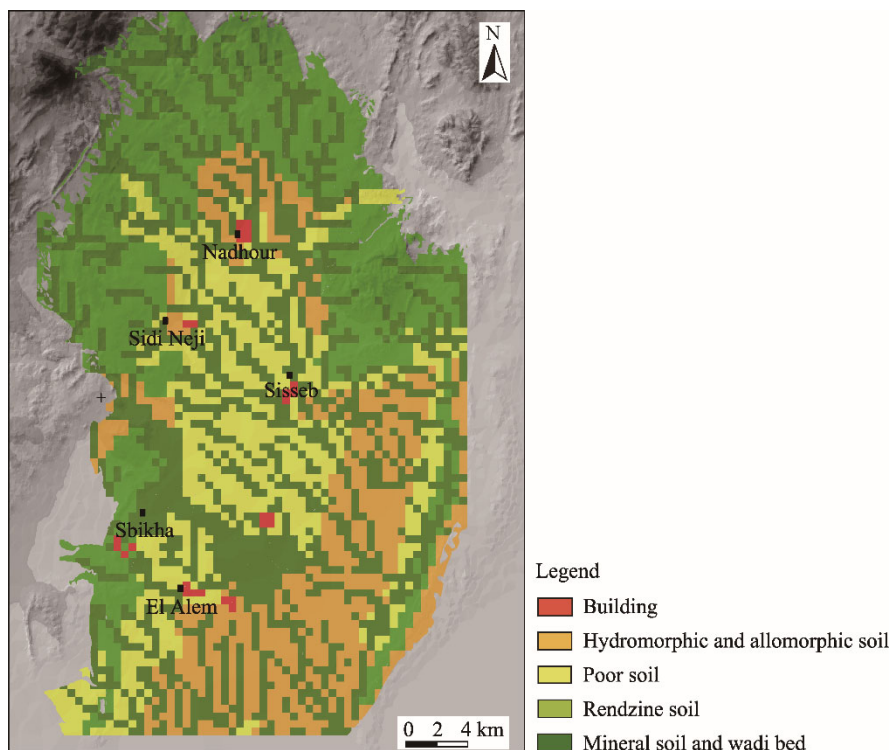 N
Nadhour
Sidi Neji
Sisseb
Sbikha
El Alem
0 2 4 km
Legend
Building
Hydromorphic and allomorphic soil
Poor soil
Rendzine soil
Mineral soil and wadi bed